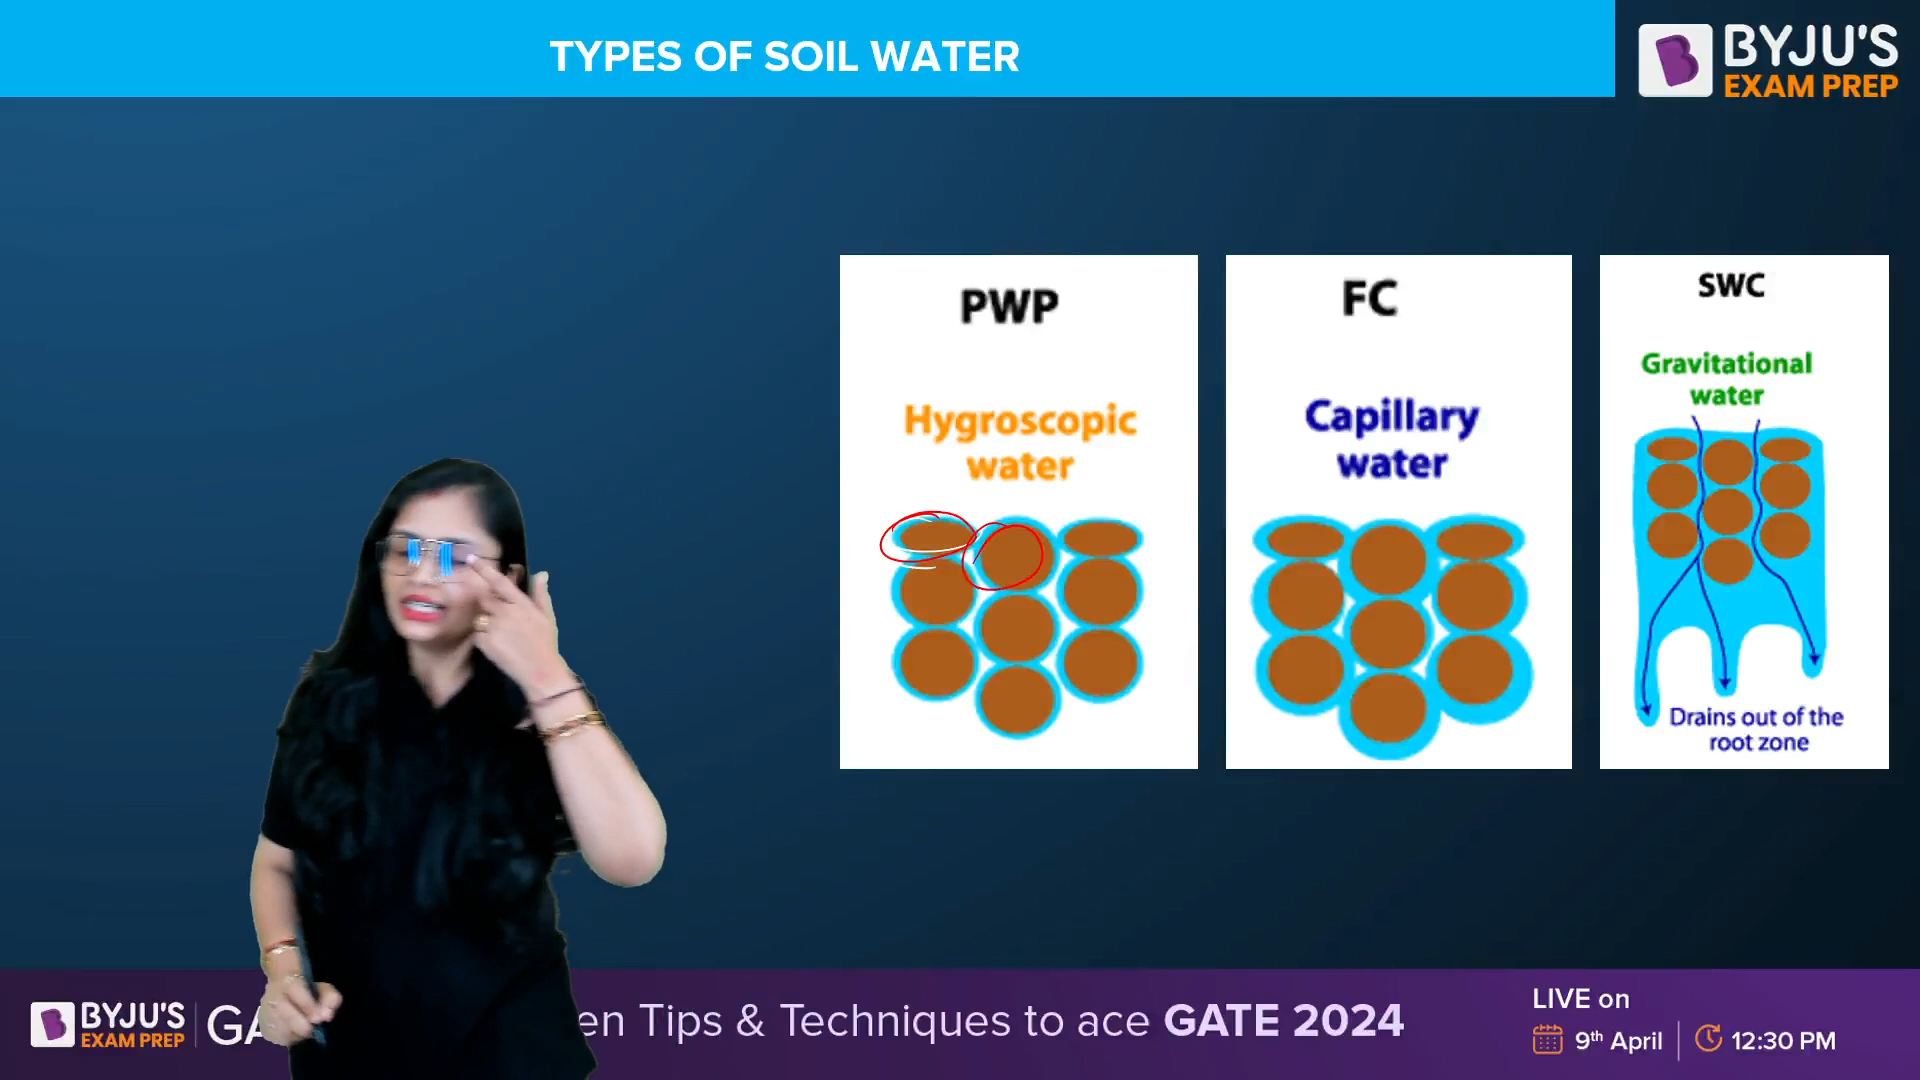 TYPES OF SOIL WATER
BYJU'S
EXAM PREP
PWP
Hygroscopic
water
FC
Capillary
water
SWC
Gravitational
water
Drains out of the
root zone
BYJU'S
EXAM PREP
Tips & Techniques to ace GATE 2024
LIVE on
9th April
12:30 PM